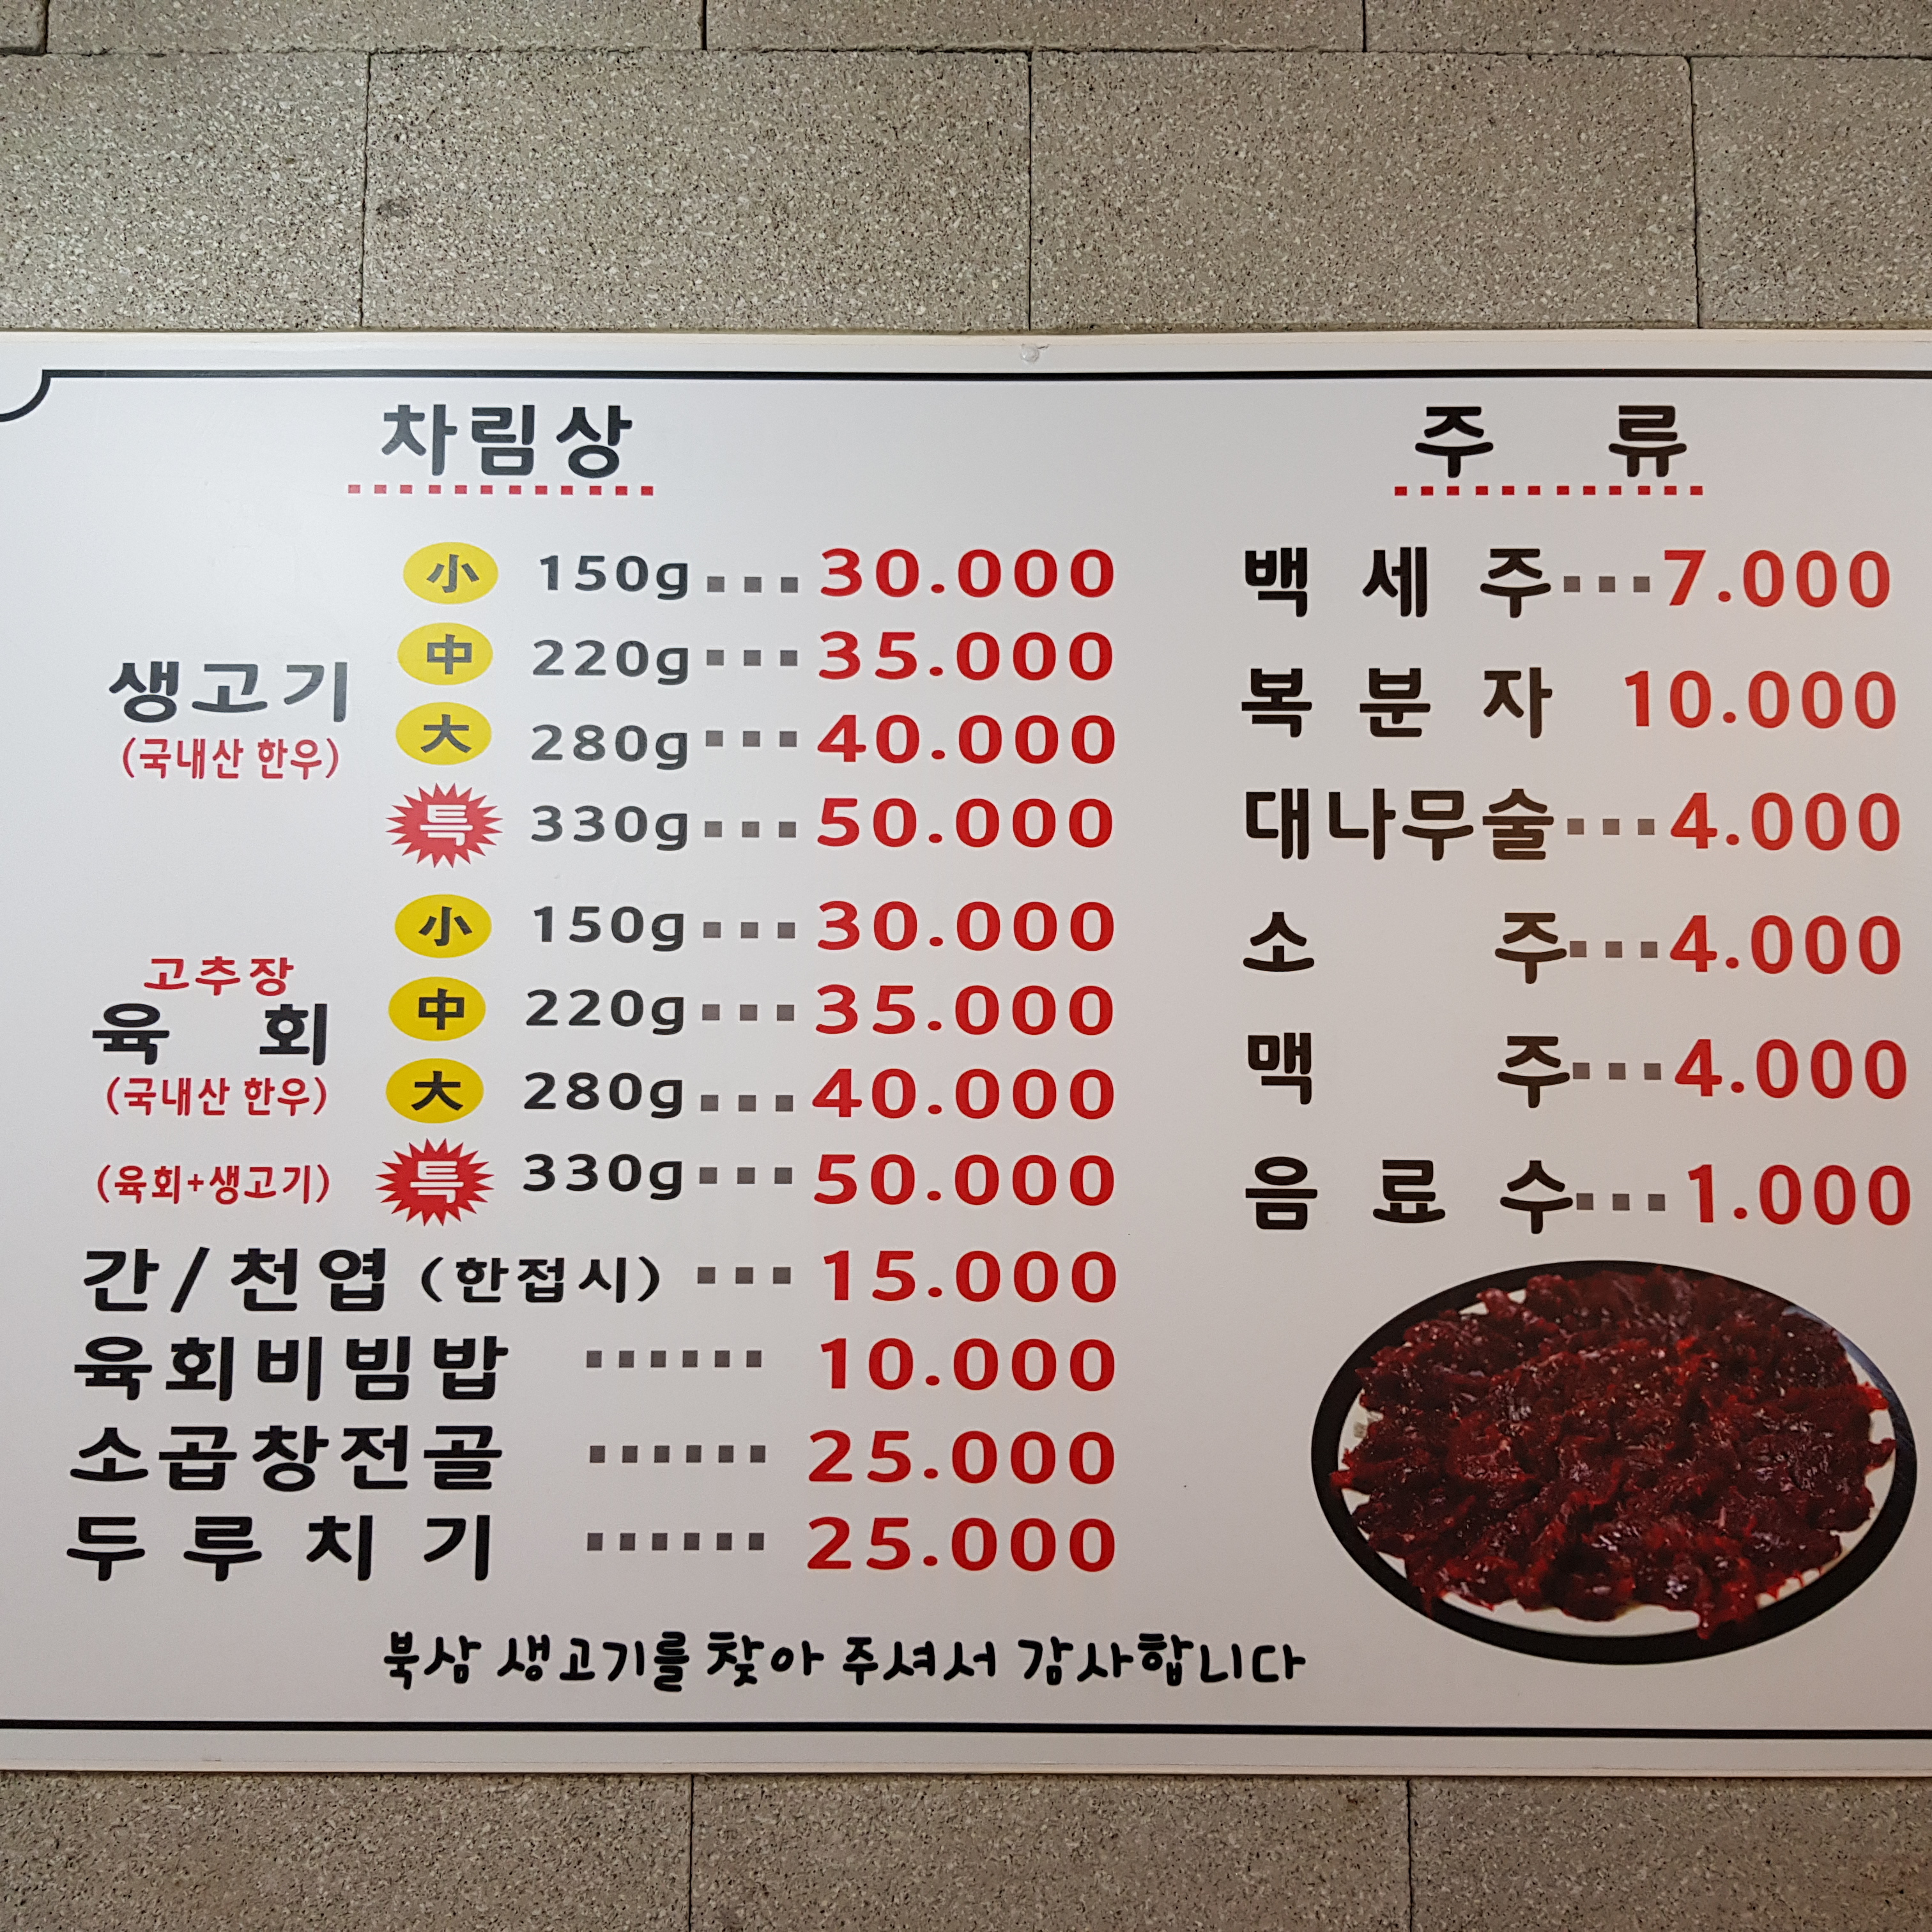 차림상
생고기
(국내산 한우)
小 150g 30.000
中 220g 35.000
大 280g 40.000
특 330g 50.000
고추장
육 회
(국내산 한우)
(육회+생고기)
小 150g 30.000
中 220g 35.000
大 280g 40.000
특 330g 50.000
간/천엽 (한접시) 15.000
육회비빔밥 10.000
소곱창전골 25.000
두루치기 25.000
주 류
백 세 주 7.000
복 분 자 10.000
대나무술 4.000
소 주 4.000
맥 주 4.000
음 료 수 1.000
북삼 생고기를 찾아 주셔서 감사합니다